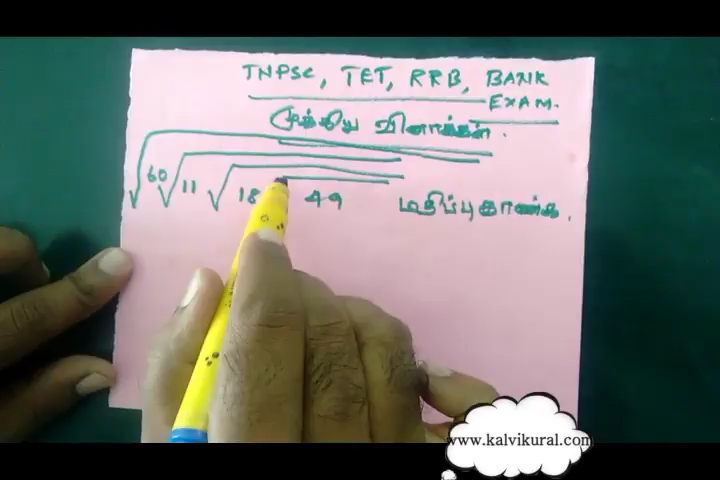 TNPSC, TET, RRB, BANK
EXAM.
முக்கிய வினாக்கள்.
√60 √11 √18 √49 மதிப்பு காண்க.
www.kalvikural.com